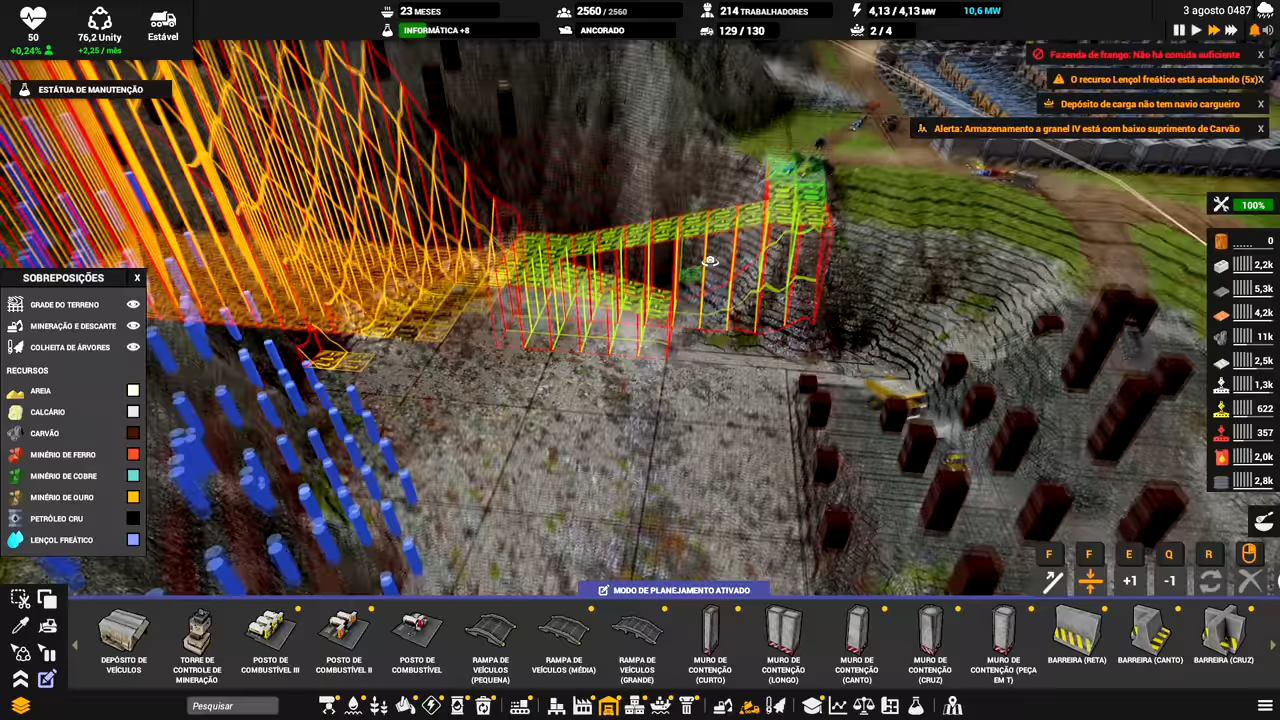 50
+0,24%
76,2 Unity
+2,25 / mês
Estável
23 MESES
INFORMÁTICA +8
2560 / 2560
ANCORADO
214 TRABALHADORES
129 / 130
4,13 / 4,13 MW
10,6 MW
2 / 4
3 agosto 0487
ESTÁTUA DE MANUTENÇÃO
Fazenda de frango: Não há comida suficiente X
O recurso Lençol freático está acabando (5x) X
Depósito de carga não tem navio cargueiro X
Alerta: Armazenamento a granel IV está com baixo suprimento de Carvão X
100%
0
2,2k
5,3k
4,2k
11k
2,5k
1,3k
622
357
2,0k
2,8k
SOBREPOSIÇÕES X
GRADE DO TERRENO
MINERAÇÃO E DESCARTE
COLHEITA DE ÁRVORES
RECURSOS
AREIA
CALCÁRIO
CARVÃO
MINÉRIO DE FERRO
MINÉRIO DE COBRE
MINÉRIO DE OURO
PETRÓLEO CRU
LENÇOL FREÁTICO
F F E Q R
+1 -1
MODO DE PLANEJAMENTO ATIVADO
DEPÓSITO DE VEÍCULOS
TORRE DE CONTROLE DE MINERAÇÃO
POSTO DE COMBUSTÍVEL III
POSTO DE COMBUSTÍVEL II
POSTO DE COMBUSTÍVEL
RAMPA DE VEÍCULOS (PEQUENA)
RAMPA DE VEÍCULOS (MÉDIA)
RAMPA DE VEÍCULOS (GRANDE)
MURO DE CONTENÇÃO (CURTO)
MURO DE CONTENÇÃO (LONGO)
MURO DE CONTENÇÃO (CANTO)
MURO DE CONTENÇÃO (CRUZ)
MURO DE CONTENÇÃO (PEÇA EM T)
BARREIRA (RETA)
BARREIRA (CANTO)
BARREIRA (CRUZ)
Pesquisar